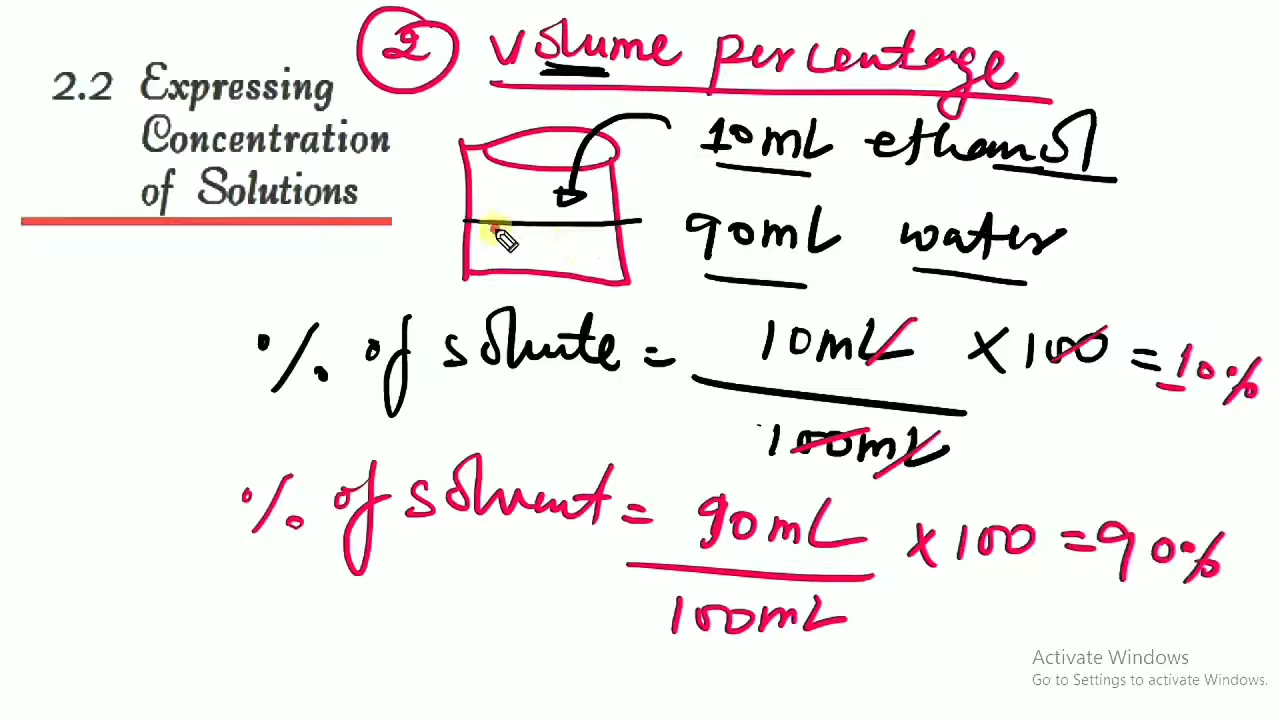 2.2 Expressing
Concentration
of Solutions
2 volume percentage
10mL ethanol
90mL water
% of solute = 10mL / 100mL × 100 = 10%
% of solvent = 90mL / 100mL × 100 = 90%
Activate Windows
Go to Settings to activate Windows.